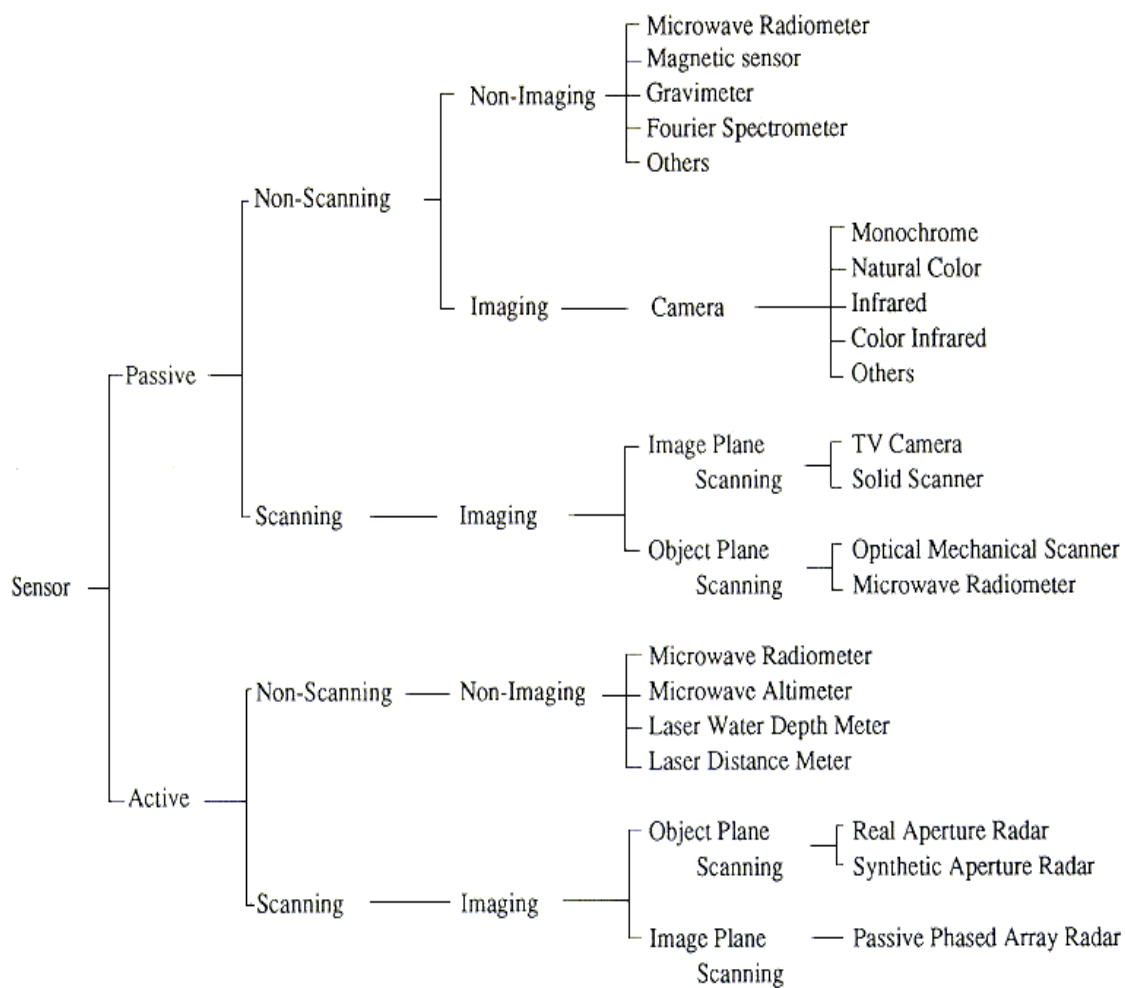 Microwave Radiometer
Magnetic sensor
Non-Imaging
Gravimeter
Fourier Spectrometer
Others
Non-Scanning
Monochrome
Natural Color
Imaging
Camera
Infrared
Color Infrared
Passive
Others
Image Plane
Scanning
TV Camera
Solid Scanner
Scanning
Imaging
Object Plane
Scanning
Optical Mechanical Scanner
Microwave Radiometer
Sensor
Microwave Radiometer
Non-Scanning
Non-Imaging
Microwave Altimeter
Laser Water Depth Meter
Laser Distance Meter
Active
Object Plane
Scanning
Real Aperture Radar
Synthetic Aperture Radar
Scanning
Imaging
Image Plane
Scanning
Passive Phased Array Radar